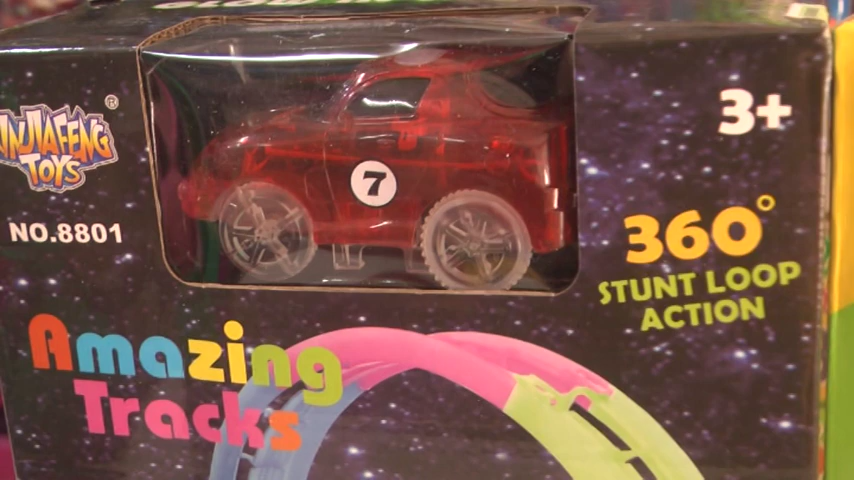 TOYS
®
NO.8801
7
3+
360°
STUNT LOOP
ACTION
Amazing
Tracks